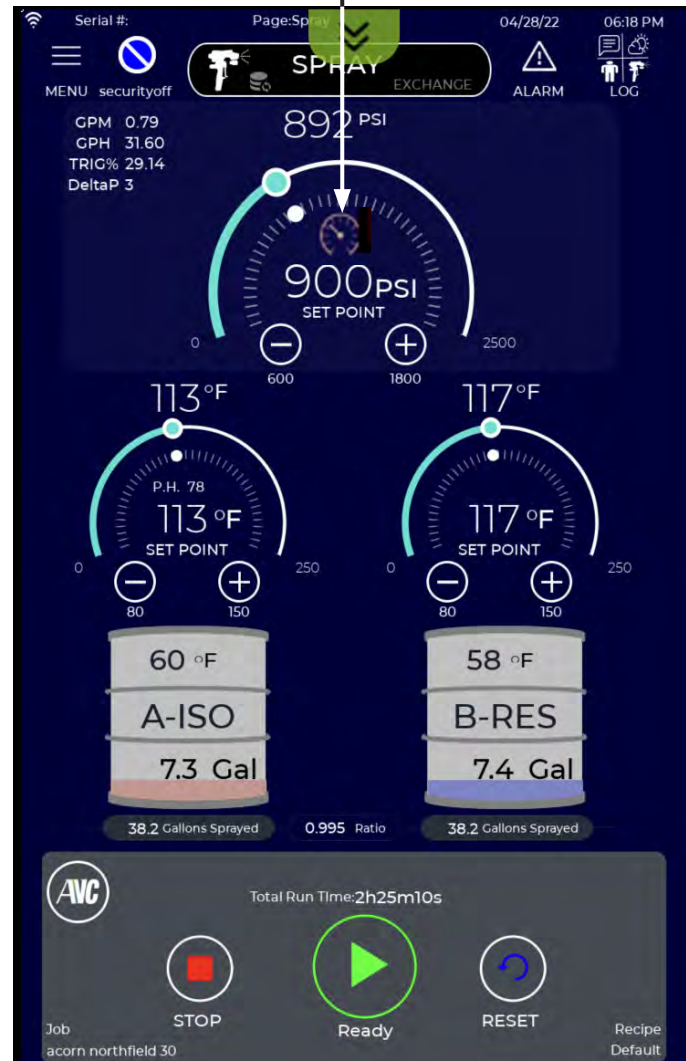 Serial #:
Page:Spray
04/28/22
06:18 PM
MENU
securityoff
SPRAY
EXCHANGE
ALARM
LOG
GPM 0.79
GPH 31.60
TRIG% 29.14
DeltaP 3
892 PSI
900PSI
SET POINT
0
2500
600
1800
113°F
117°F
P.H. 78
113 °F
SET POINT
0
250
80
150
117 °F
SET POINT
0
250
80
150
60 °F
A-ISO
7.3 Gal
58 °F
B-RES
7.4 Gal
38.2 Gallons Sprayed
0.995 Ratio
38.2 Gallons Sprayed
AVC
Total Run TIme:2h25m10s
STOP
Ready
RESET
Job
acorn northfield 30
Recipe
Default